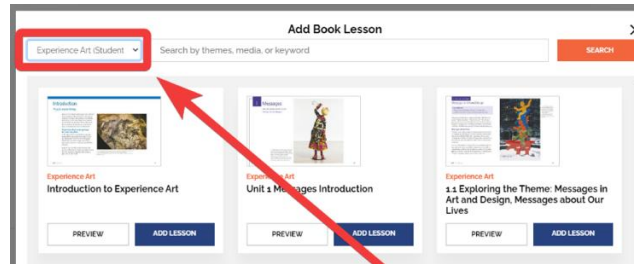 Add Book Lesson
Experience Art (Student
Search by themes, media, or keyword
SEARCH
Introduction
Experience Art
Introduction to Experience Art
PREVIEW
ADD LESSON
Messages
Experience Art
Unit 1 Messages Introduction
PREVIEW
ADD LESSON
Experience Art
1.1 Exploring the Theme: Messages in
Art and Design, Messages about Our
Lives
PREVIEW
ADD LESSON